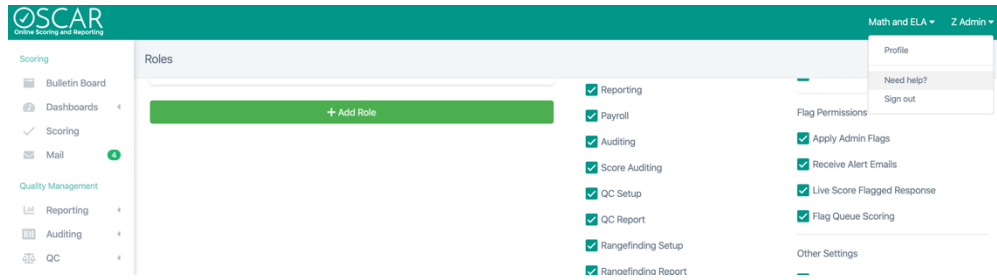 OSCAR
Online Scoring and Reporting
Math and ELA
Z Admin
Profile
Need help?
Sign out
Scoring
Bulletin Board
Dashboards
Scoring
Mail
4
Quality Management
Reporting
Auditing
QC
Roles
+ Add Role
Reporting
Payroll
Auditing
Score Auditing
QC Setup
QC Report
Rangefinding Setup
Rangefinding Report
Flag Permissions
Apply Admin Flags
Receive Alert Emails
Live Score Flagged Response
Flag Queue Scoring
Other Settings